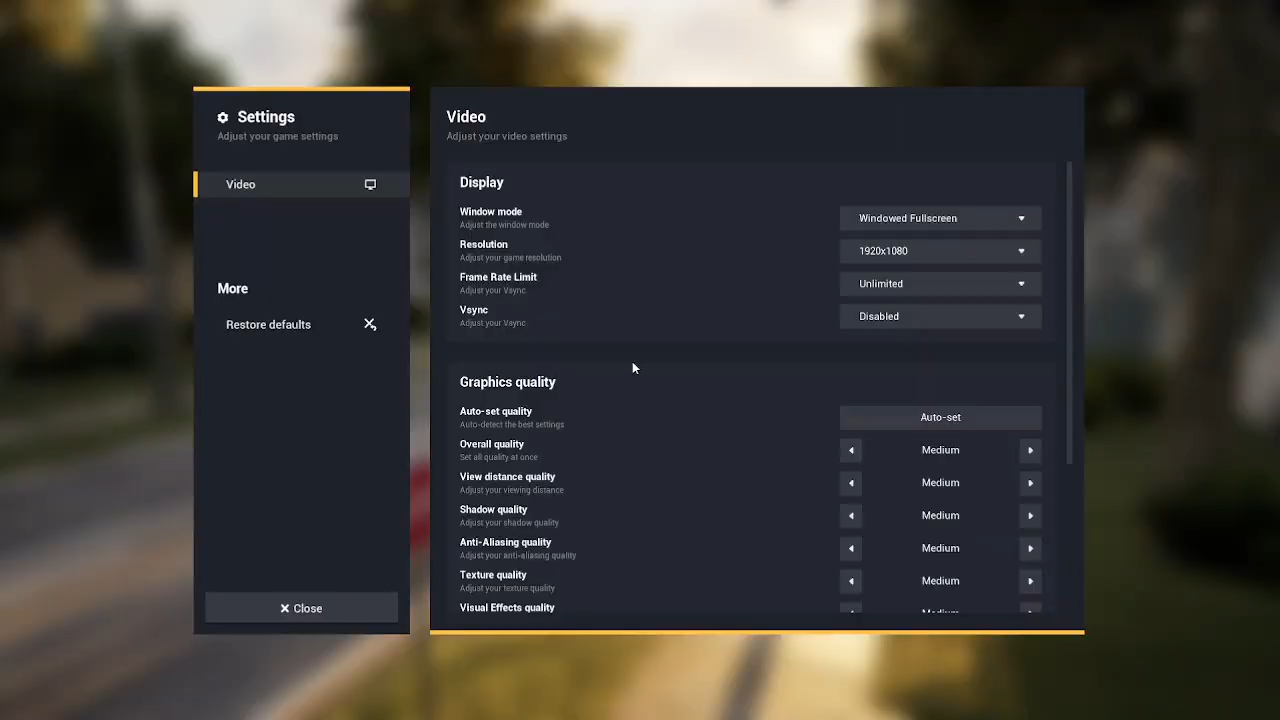 Settings
Adjust your game settings
Video
More
Restore defaults
Close
Video
Adjust your video settings
Display
Window mode
Adjust the window mode
Windowed Fullscreen
Resolution
Adjust your game resolution
1920x1080
Frame Rate Limit
Adjust your Vsync
Unlimited
Vsync
Adjust your Vsync
Disabled
Graphics quality
Auto-set quality
Auto-detect the best settings
Auto-set
Overall quality
Set all quality at once
Medium
View distance quality
Adjust your viewing distance
Medium
Shadow quality
Adjust your shadow quality
Medium
Anti-Aliasing quality
Adjust your anti-aliasing quality
Medium
Texture quality
Adjust your texture quality
Medium
Visual Effects quality
Medium